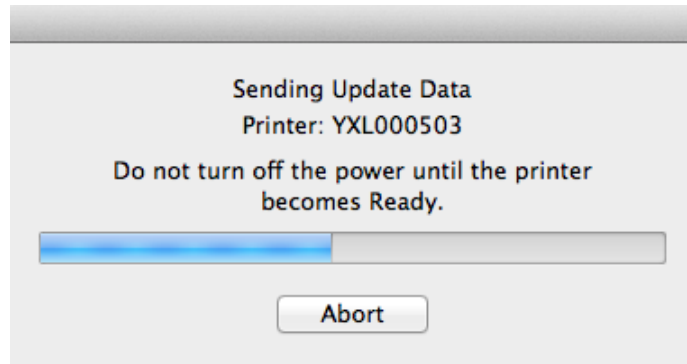 Sending Update Data
Printer: YXL000503
Do not turn off the power until the printer
becomes Ready.
Abort